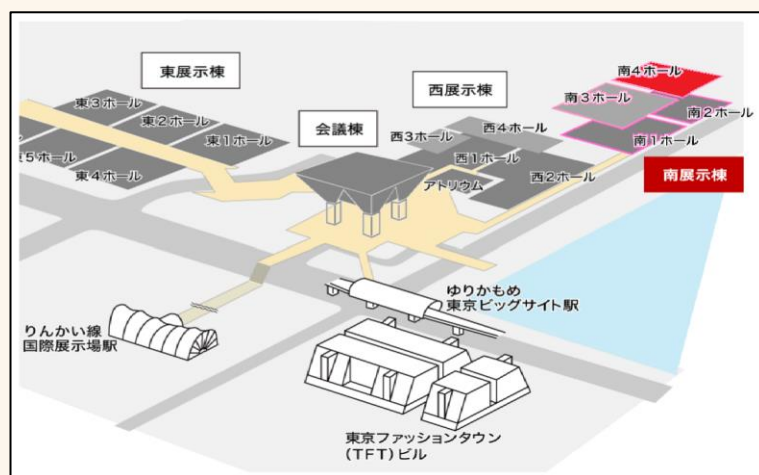 東展示棟
東3ホール
東2ホール
東1ホール
東5ホール
東4ホール
会議棟
西展示棟
西3ホール
西4ホール
西1ホール
西2ホール
アトリウム
南4ホール
南3ホール
南2ホール
南1ホール
南展示棟
ゆりかもめ
東京ビッグサイト駅
りんかい線
国際展示場駅
東京ファッションタウン
(TFT)ビル